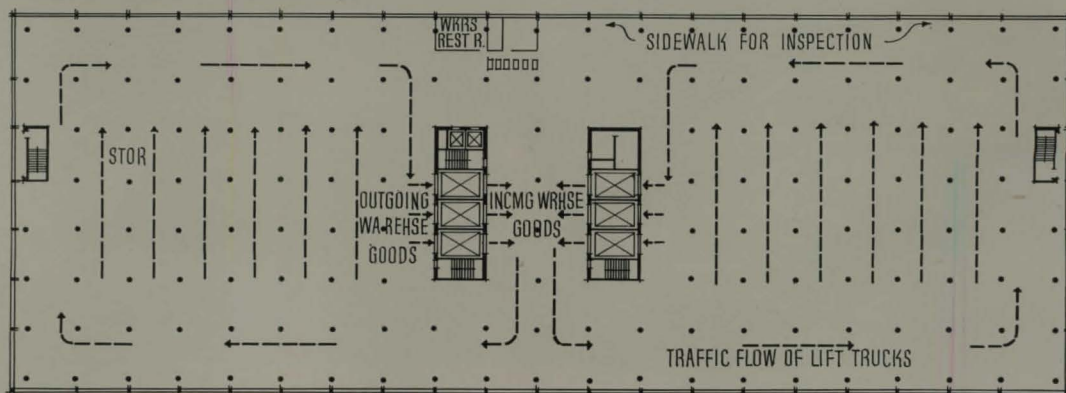 WKRS
REST R.
SIDEWALK FOR INSPECTION
STOR
OUTGOING
WAREHSE
GOODS
INCMG WRHSE
GOODS
TRAFFIC FLOW OF LIFT TRUCKS